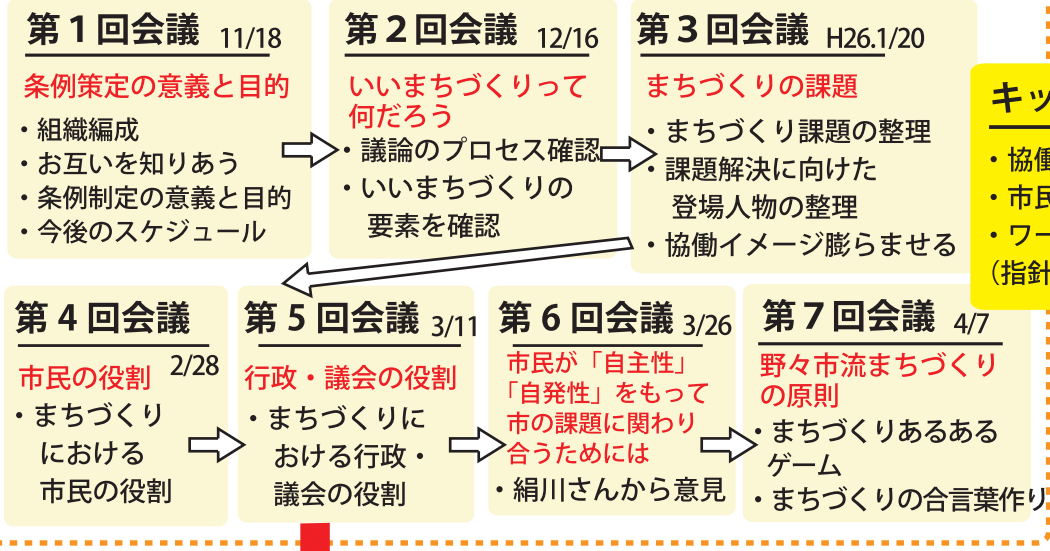 第1回会議 11/18
条例策定の意義と目的
・組織編成
・お互いを知りあう
・条例制定の意義と目的
・今後のスケジュール
第2回会議 12/16
いいまちづくりって
何だろう
・議論のプロセス確認
・いいまちづくりの
要素を確認
第3回会議 H26.1/20
まちづくりの課題
・まちづくり課題の整理
・課題解決に向けた
登場人物の整理
・協働イメージ膨らませる
キッ
・協働
・市民
・ワー
（指針
第4回会議
2/28
市民の役割
・まちづくり
における
市民の役割
第5回会議 3/11
行政・議会の役割
・まちづくりに
おける行政・
議会の役割
第6回会議 3/26
市民が「自主性」
「自発性」をもって
市の課題に関わり
合うためには
・絹川さんから意見
第7回会議 4/7
野々市流まちづくり
の原則
・まちづくりあるある
ゲーム
・まちづくりの合言葉作り